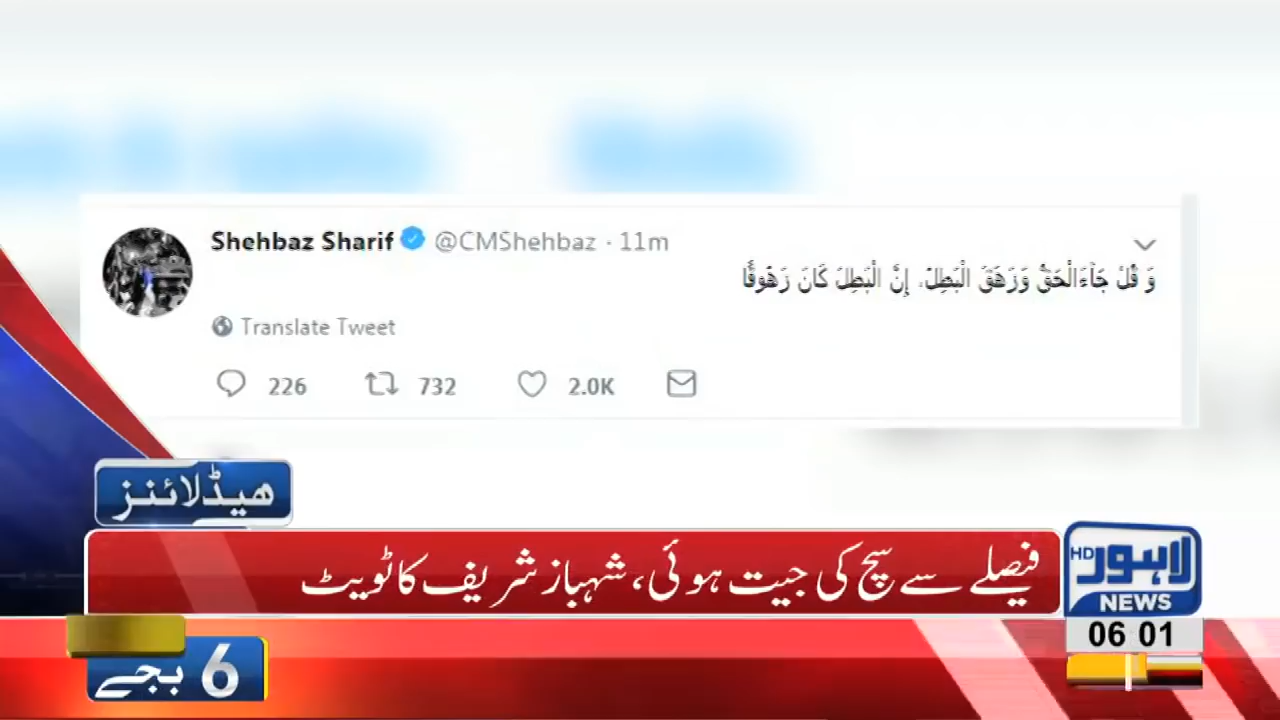 Shehbaz Sharif @CMShehbaz · 11m
وَ قُلْ جَآءَالْحَقُّ وَزَهَقَ الْبٰطِلُ. اِنَّ الْبٰطِلَ كَانَ زَهُوْقًا
Translate Tweet
226 732 2.0K
ھیڈلائنز
فیصلے سے سچ کی جیت ہوئی، شہباز شریف کا ٹویٹ
HD لاہور
NEWS
06 01
6 بجے